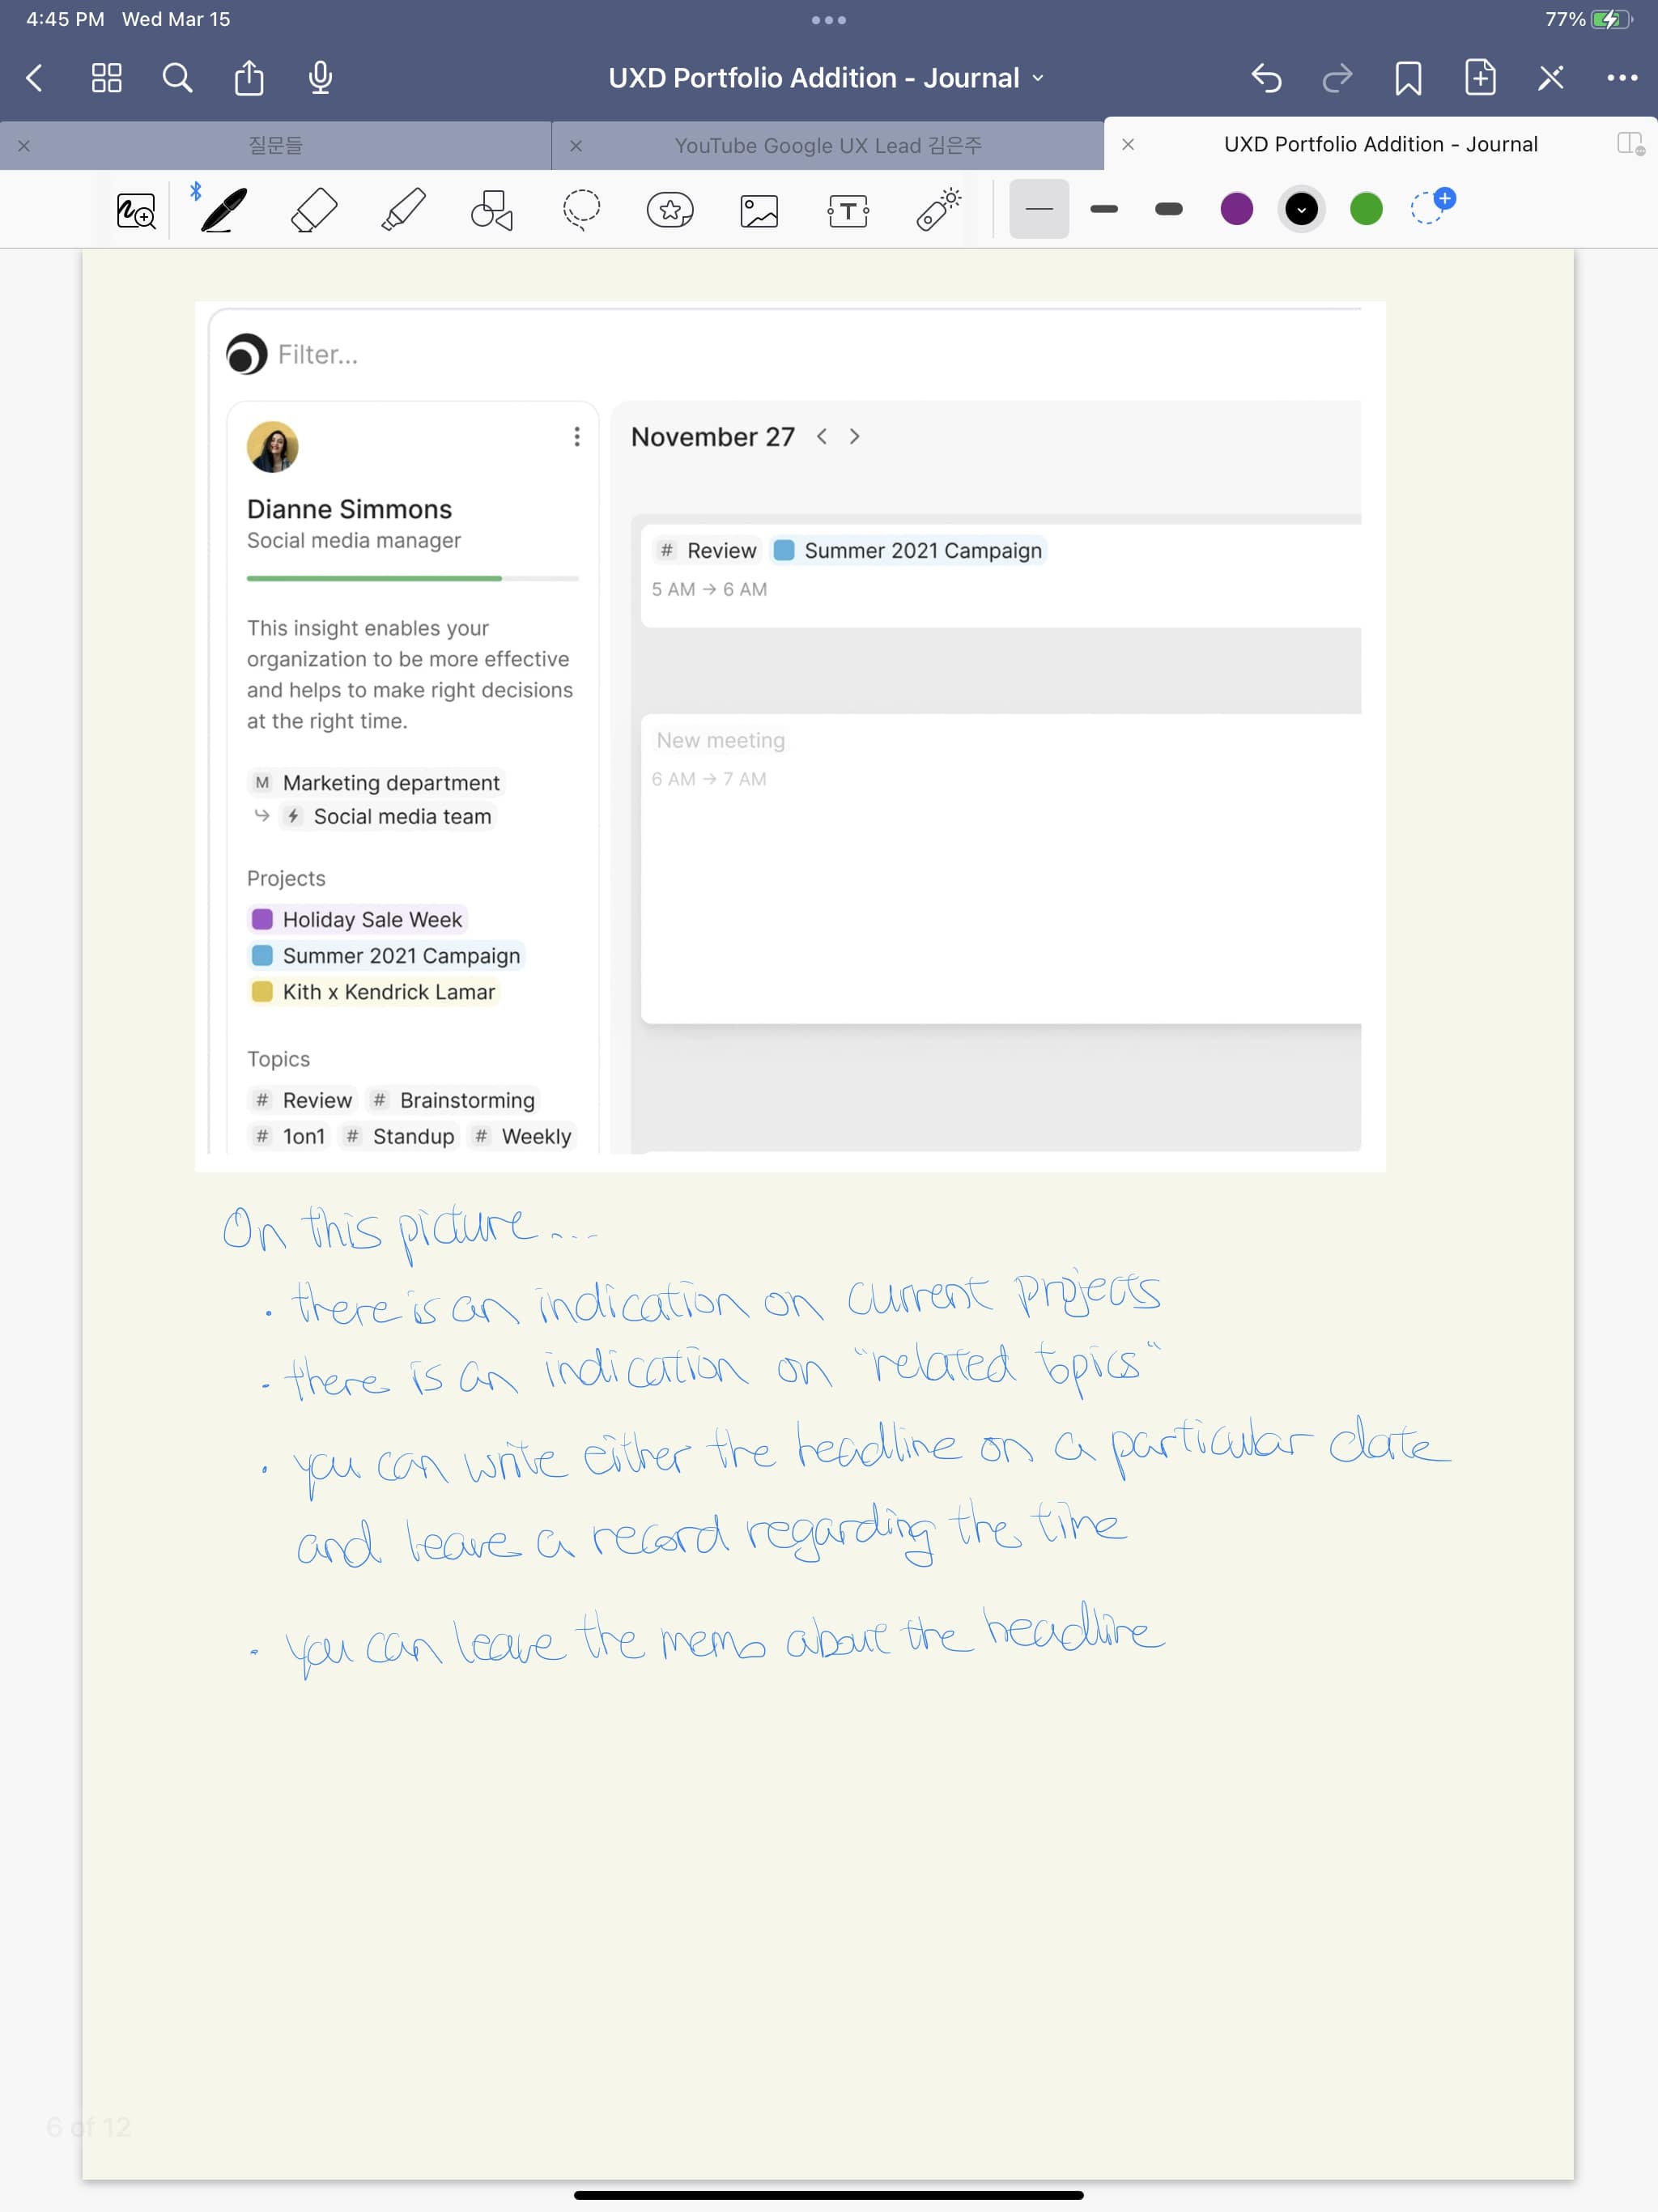 4:45 PM Wed Mar 15
77%
UXD Portfolio Addition - Journal
질문들
YouTube Google UX Lead 김은주
UXD Portfolio Addition - Journal
Filter...
Dianne Simmons
Social media manager
This insight enables your
organization to be more effective
and helps to make right decisions
at the right time.
M Marketing department
Social media team
Projects
Holiday Sale Week
Summer 2021 Campaign
Kith x Kendrick Lamar
Topics
# Review # Brainstorming
# 1on1 # Standup # Weekly
November 27 < >
# Review Summer 2021 Campaign
5 AM → 6 AM
New meeting
6 AM → 7 AM
On this picture....
· there is an indication on current projects
- there is an indication on "related topics"
· you can write either the headline on a particular date
and leave a record regarding the time
· you can leave the memo about the headline
6 of 12